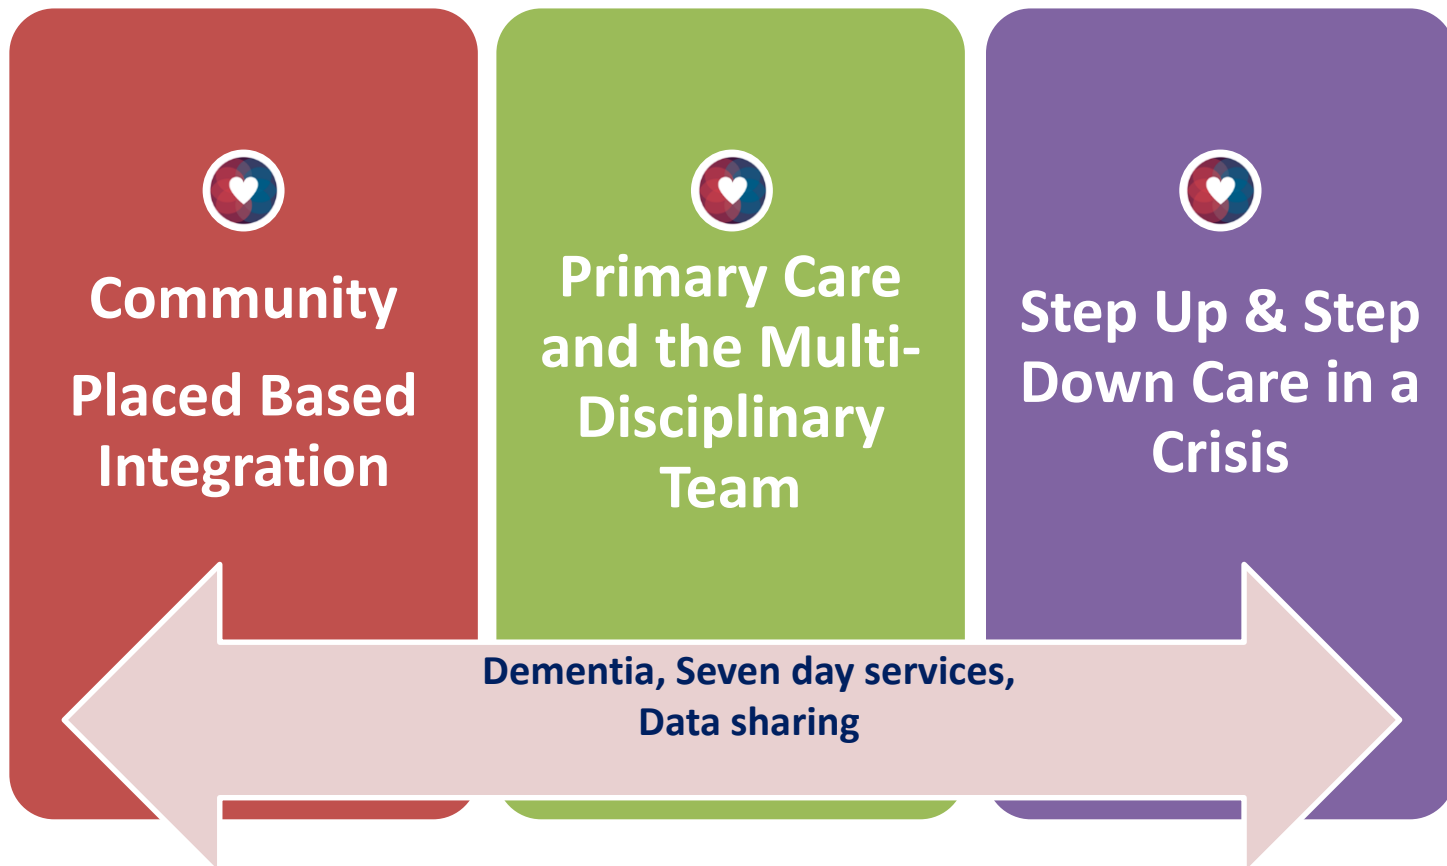 Community
Placed Based
Integration
Primary Care
and the Multi-
Disciplinary
Team
Step Up & Step
Down Care in a
Crisis
Dementia, Seven day services,
Data sharing